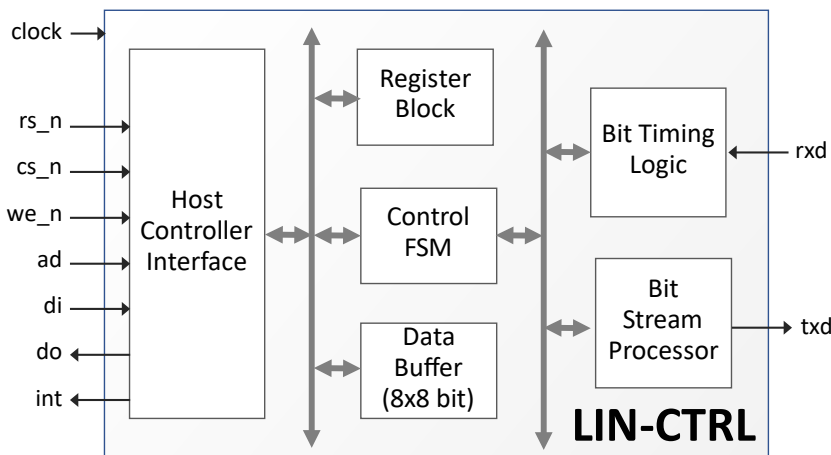 clock
rs_n
cs_n
we_n
ad
di
do
int
Host
Controller
Interface
Register
Block
Control
FSM
Data
Buffer
(8x8 bit)
Bit Timing
Logic
Bit
Stream
Processor
rxd
txd
LIN-CTRL